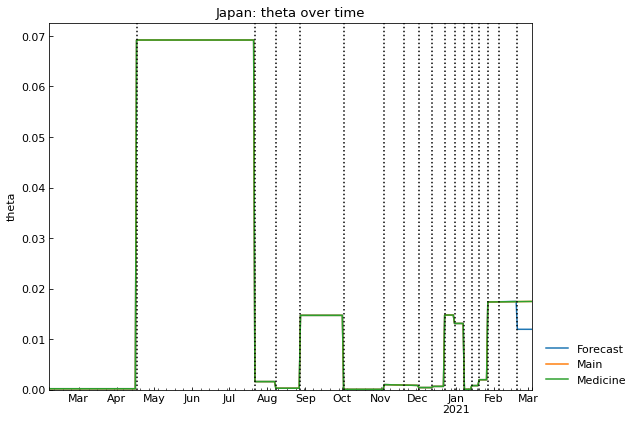 Japan: theta over time
theta
0.07
0.06
0.05
0.04
0.03
0.02
0.01
0.00
Mar Apr May Jun Jul Aug Sep Oct Nov Dec Jan Feb Mar
2021
Forecast
Main
Medicine